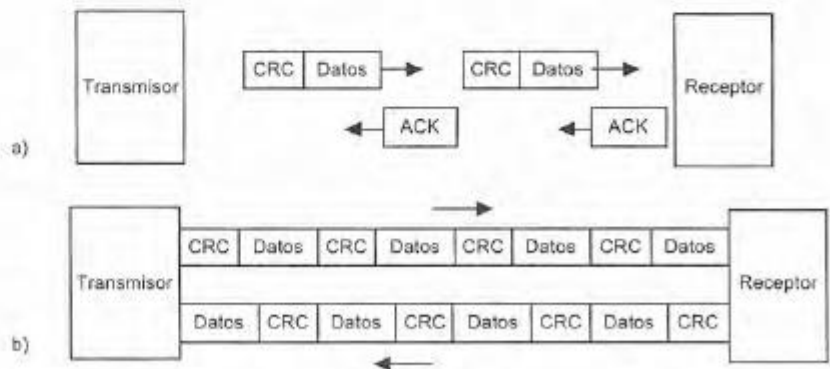 CRC Datos CRC Datos
Transmisor Receptor
ACK ACK
a)
CRC Datos CRC Datos CRC Datos CRC Datos
Transmisor Receptor
Datos CRC Datos CRC Datos CRC Datos CRC
b)